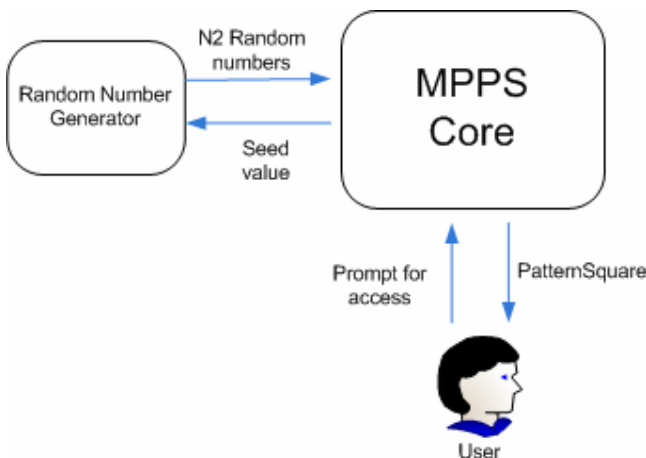 N2 Random
numbers
Random Number
Generator
MPPS
Core
Seed
value
Prompt for
access
PatternSquare
User